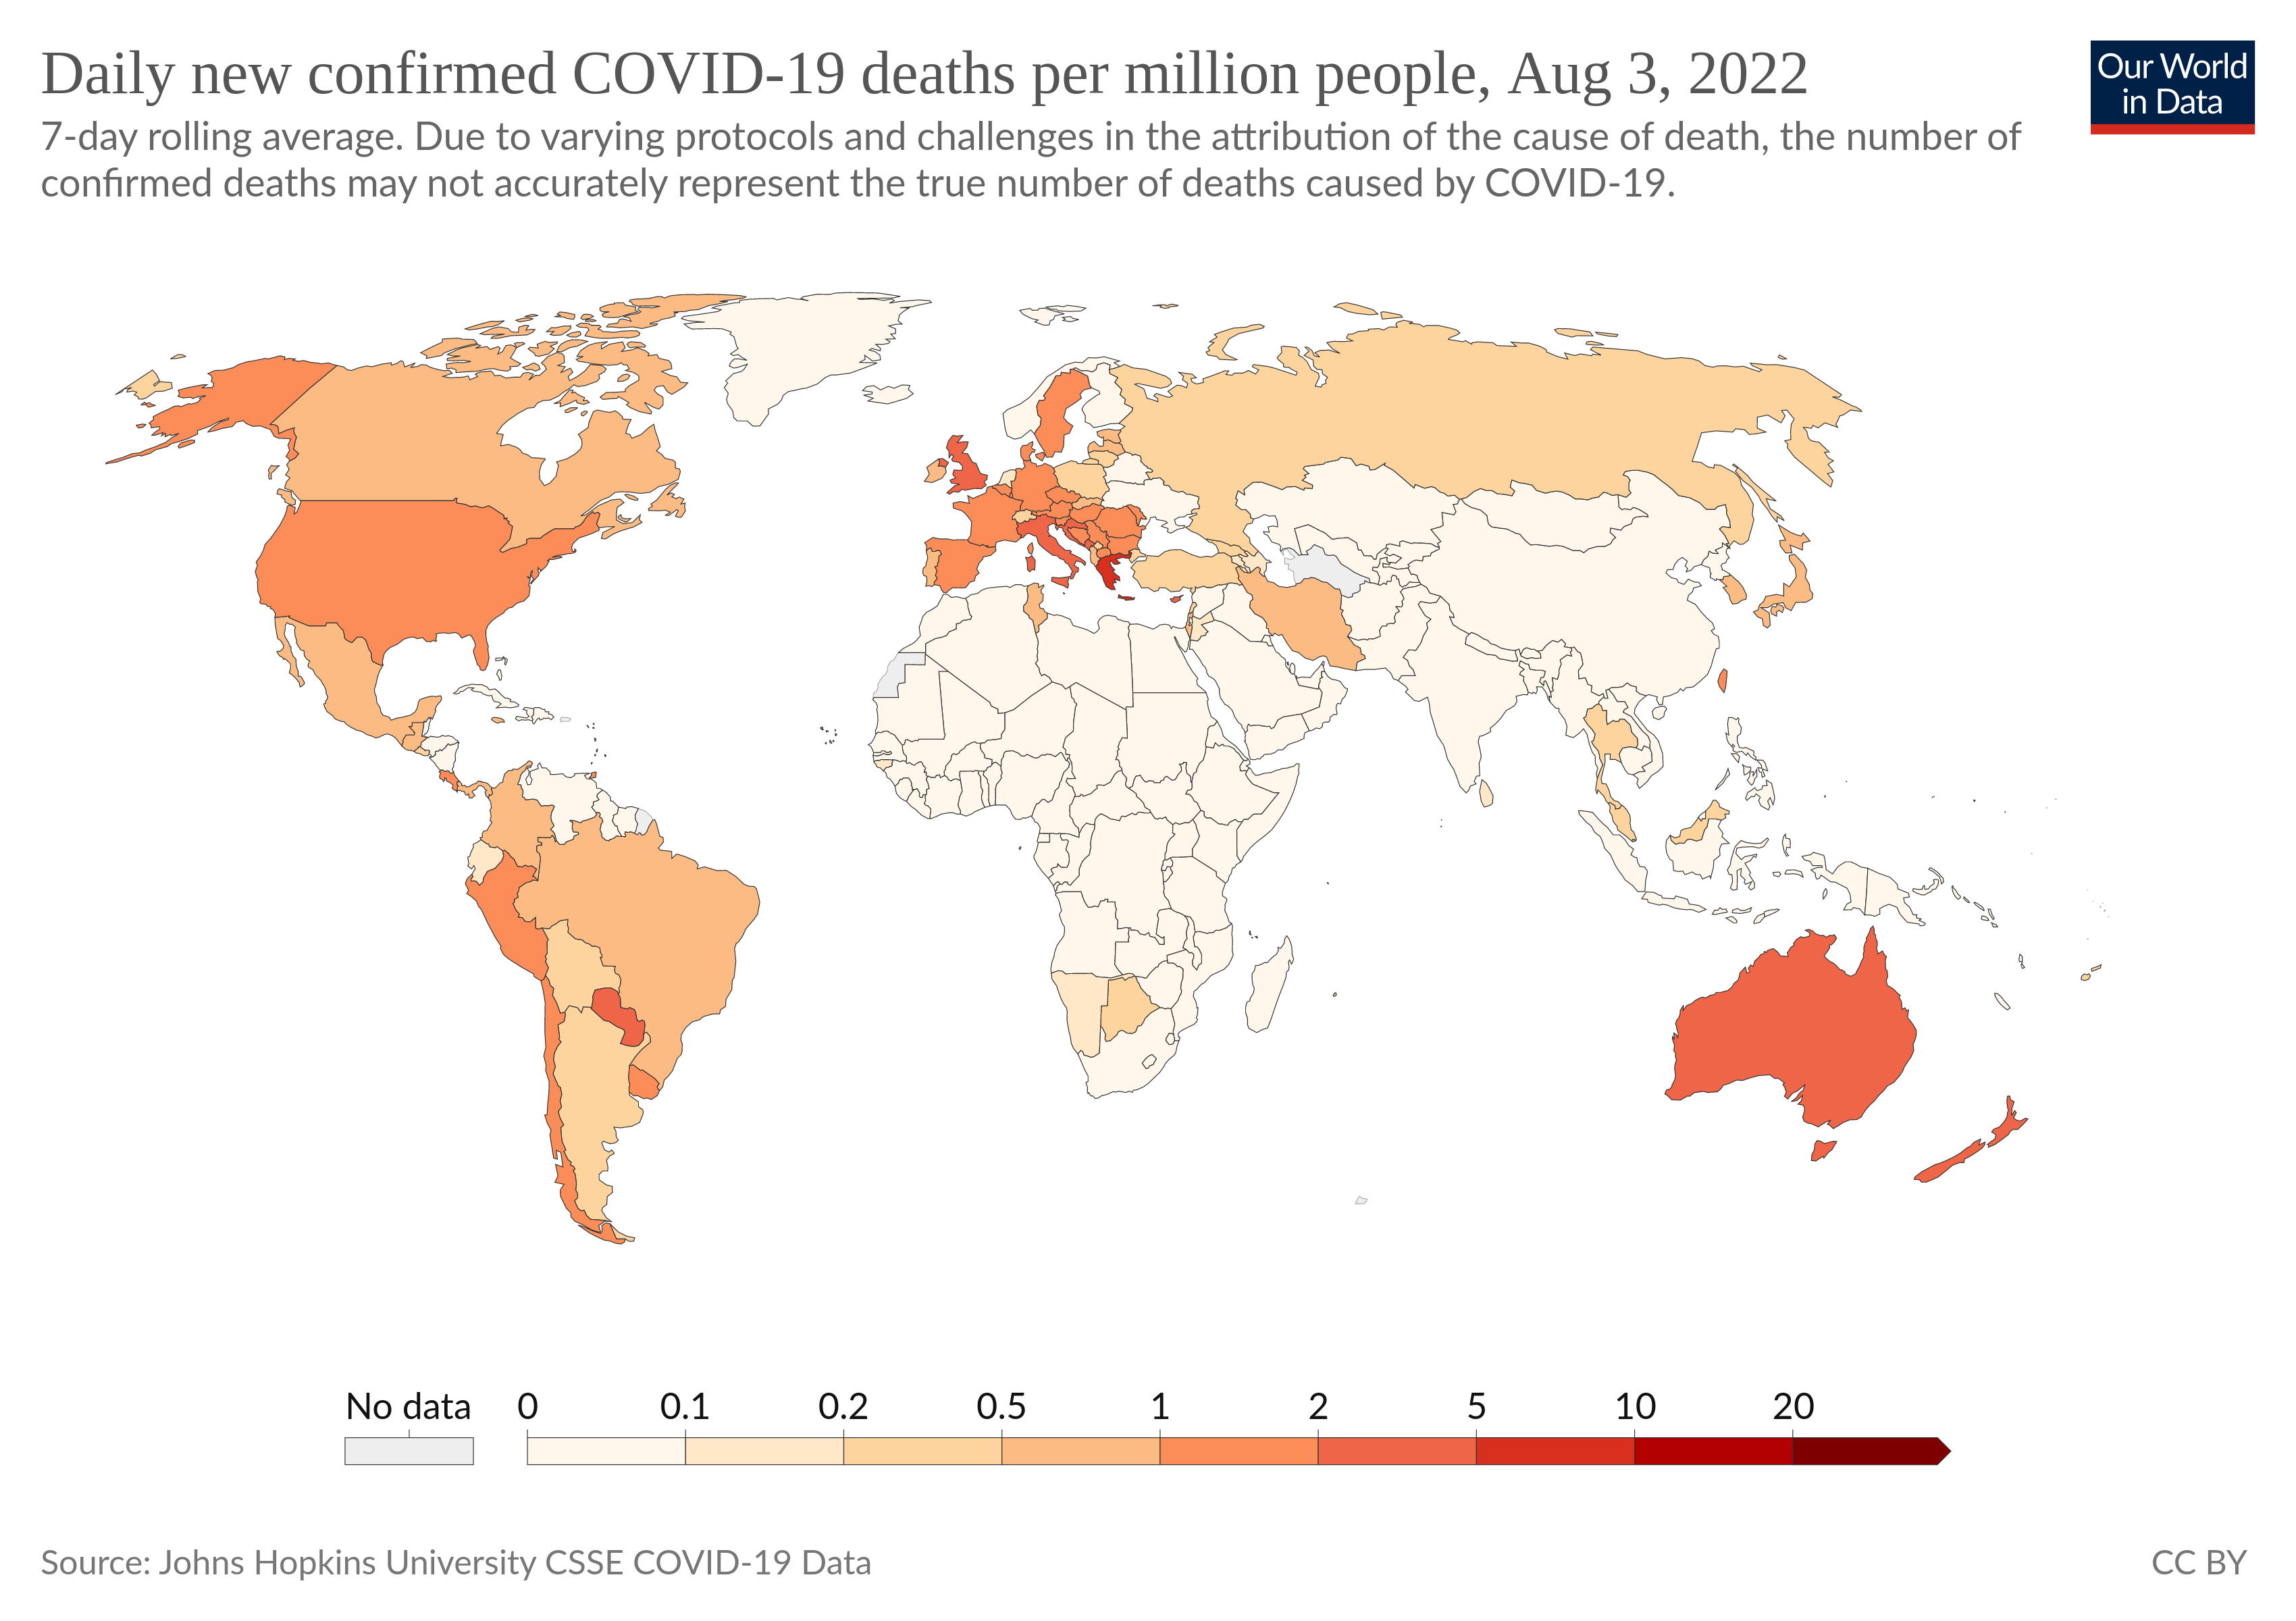 Daily new confirmed COVID-19 deaths per million people, Aug 3, 2022
Our World
in Data
7-day rolling average. Due to varying protocols and challenges in the attribution of the cause of death, the number of
confirmed deaths may not accurately represent the true number of deaths caused by COVID-19.
No data 0 0.1 0.2 0.5 1 2 5 10 20
Source: Johns Hopkins University CSSE COVID-19 Data
CC BY